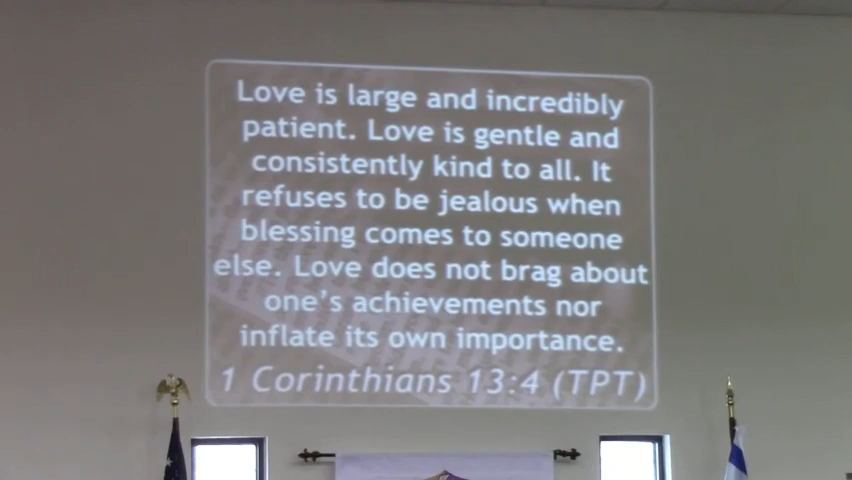 Love is large and incredibly
patient. Love is gentle and
consistently kind to all. It
refuses to be jealous when
blessing comes to someone
else. Love does not brag about
one's achievements nor
inflate its own importance.
1 Corinthians 13:4 (TPT)